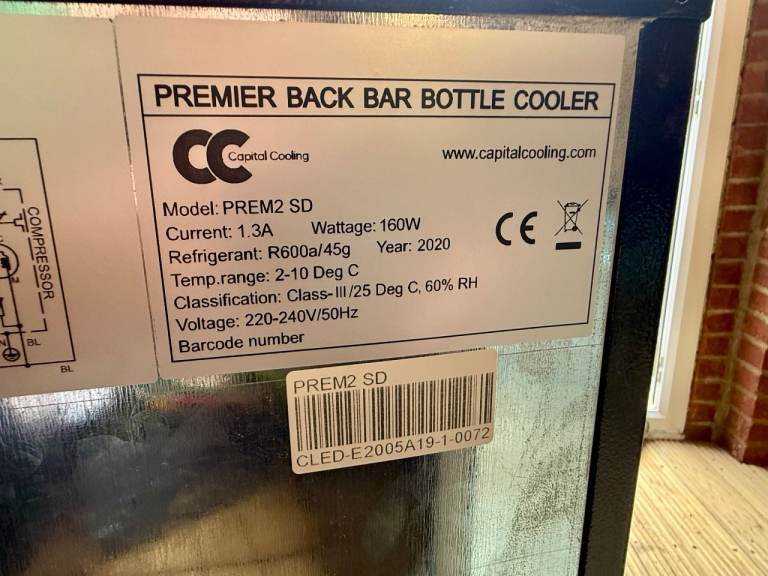 PREMIER BACK BAR BOTTLE COOLER
CC Capital Cooling
www.capitalcooling.com
Model: PREM2 SD
Current: 1.3A Wattage: 160W
Refrigerant: R600a/45g Year: 2020
Temp.range: 2-10 Deg C
Classification: Class-III/25 Deg C, 60% RH
Voltage: 220-240V/50Hz
Barcode number
CE
PREM2 SD
CLED-E2005A19-1-0072
COMPRESSOR
BL
BL